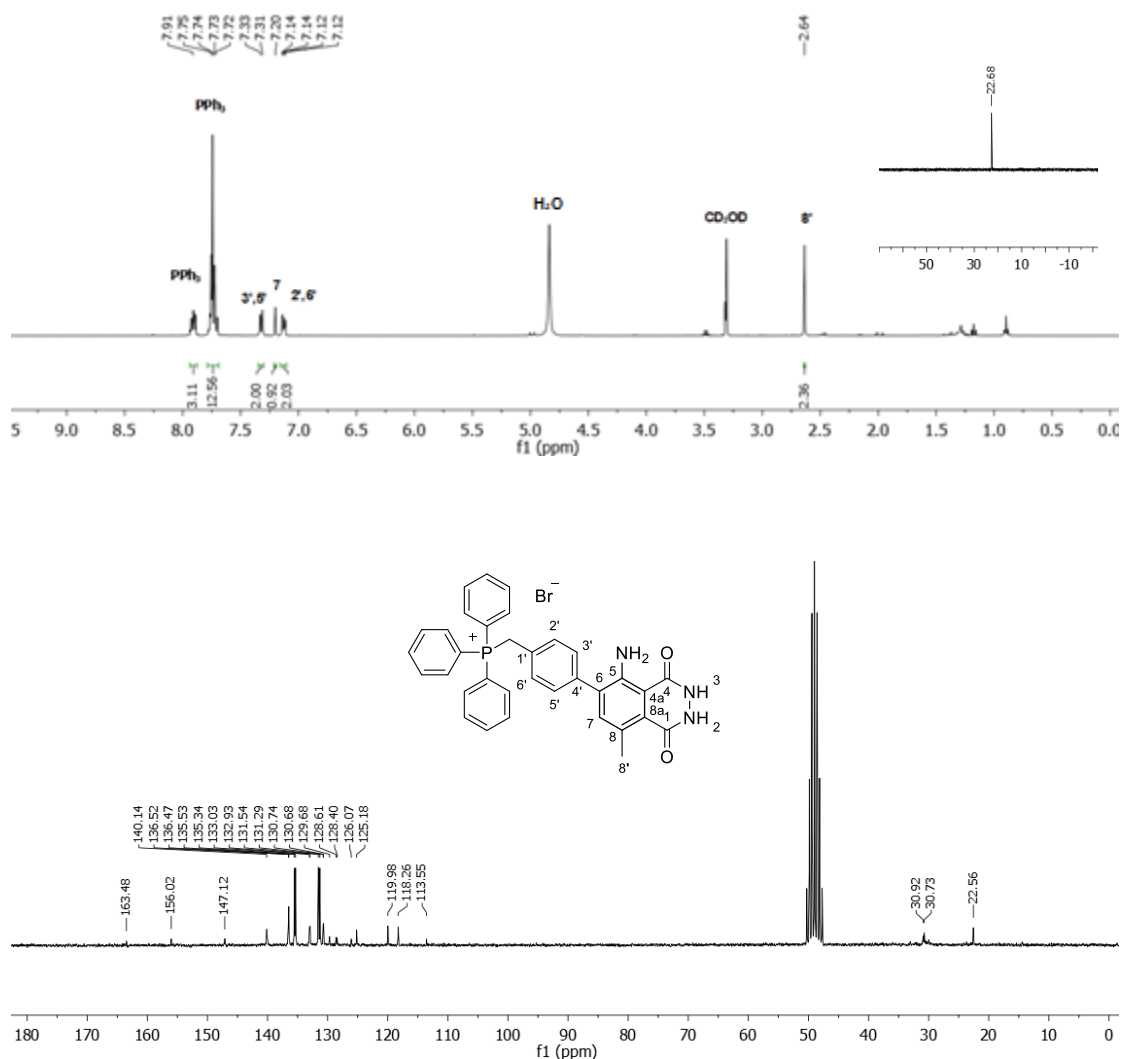 7.91 7.75 7.74 7.73 7.72 7.33 7.31 7.20 7.14 7.14 7.12 7.12
2.64
22.68
PPh₃
PPh₃
3',5'
7
2',6'
H₂O
CD₃OD
8'
50 30 10 -10
3.11 12.56 2.00 0.92 2.03 2.36
5 9.0 8.5 8.0 7.5 7.0 6.5 6.0 5.5 5.0 4.5 4.0 3.5 3.0 2.5 2.0 1.5 1.0 0.5 0.0
f1 (ppm)
Br⁻
P⁺
1'
2'
3'
4'
5'
6'
NH₂
O
5
6
7
8
8'
4a
4
8a
1
NH
3
NH
2
O
163.48 156.02 147.12 140.14 136.52 136.47 135.53 135.34 133.03 132.93 131.54 131.29 130.74 130.68 129.68 128.61 128.40 126.07 125.18 119.98 118.26 113.55 30.92 30.73 22.56
180 170 160 150 140 130 120 110 100 90 80 70 60 50 40 30 20 10 0
f1 (ppm)